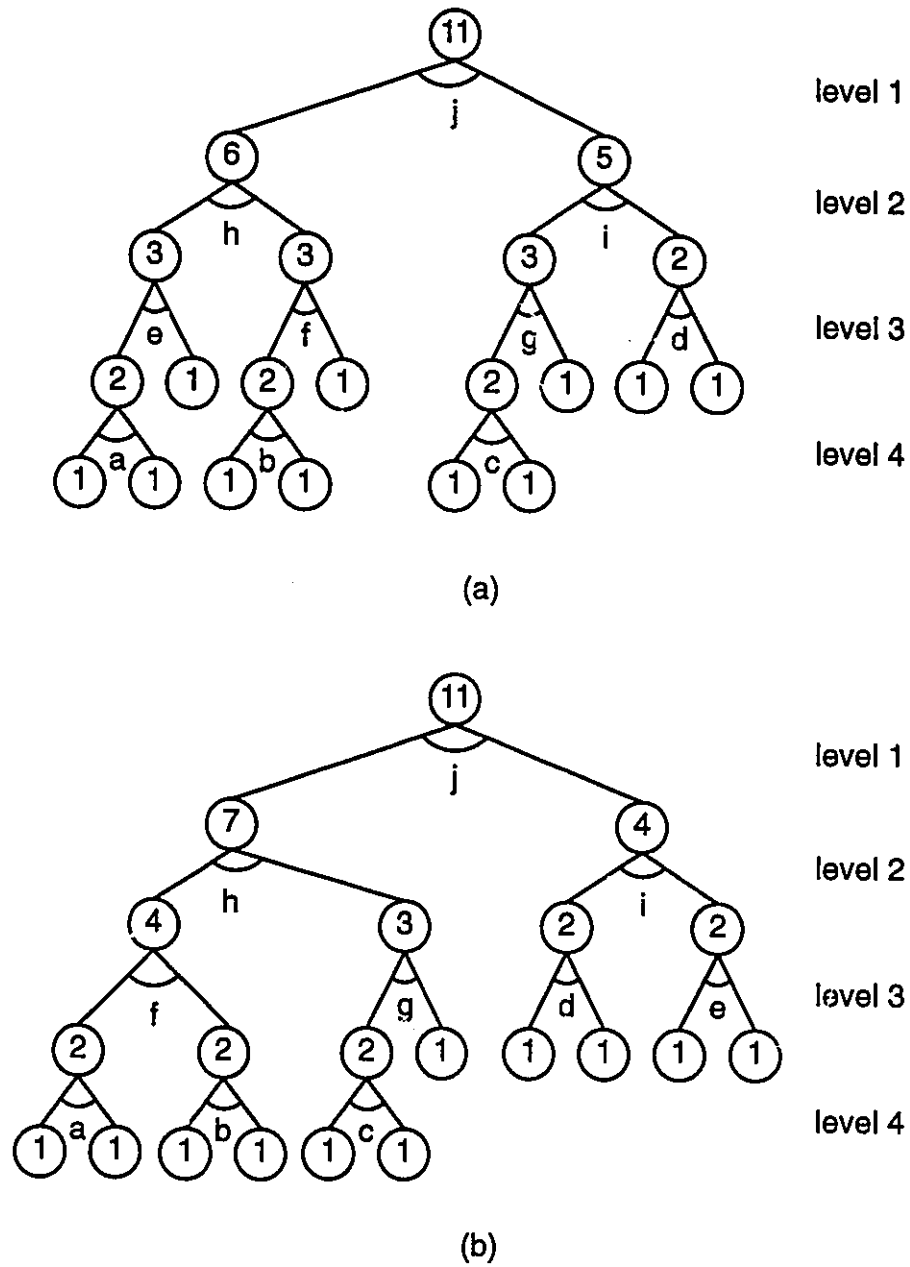 11
level 1
j
6 5
level 2
h i
3 3 3 2
level 3
e f g d
2 1 2 1 2 1 1 1
level 4
a b c
1 1 1 1 1 1
(a)
11
level 1
j
7 4
level 2
h i
4 3 2 2
level 3
f g d e
2 2 2 1 1 1 1 1
level 4
a b c
1 1 1 1 1 1
(b)